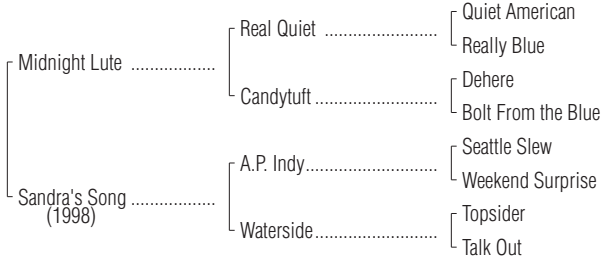 Quiet American
Real Quiet ......................
Really Blue
Midnight Lute ..................
Dehere
Candytuft ........................
Bolt From the Blue
Seattle Slew
A.P. Indy..........................
Weekend Surprise
Sandra's Song ..................
(1998)
Topsider
Waterside........................
Talk Out